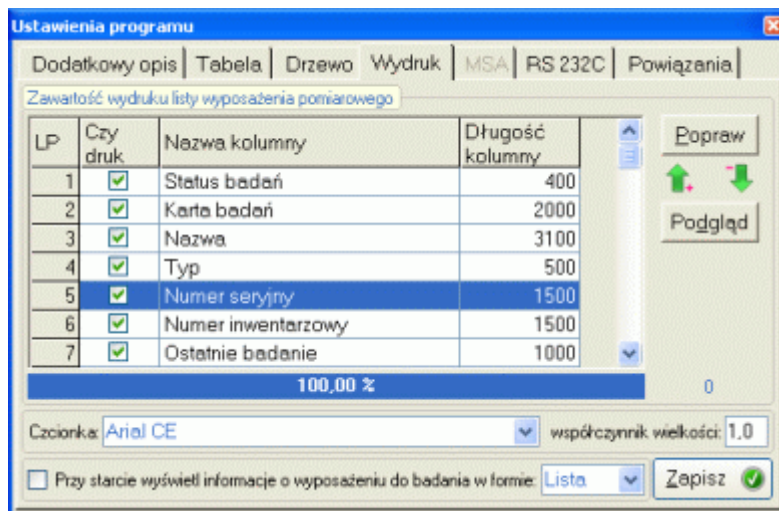 Ustawienia programu
Dodatkowy opis Tabela Drzewo Wydruk MSA RS 232C Powiązania
Zawartość wydruku listy wyposażenia pomiarowego
LP Czy druk Nazwa kolumny Długość kolumny
1 Status badań 400
2 Karta badań 2000
3 Nazwa 3100
4 Typ 500
5 Numer seryjny 1500
6 Numer inwentarzowy 1500
7 Ostatnie badanie 1000
Popraw
Podgląd
100,00 % 0
Czcionka: Arial CE współczynnik wielkości: 1,0
Przy starcie wyświetl informacje o wyposażeniu do badania w formie: Lista Zapisz